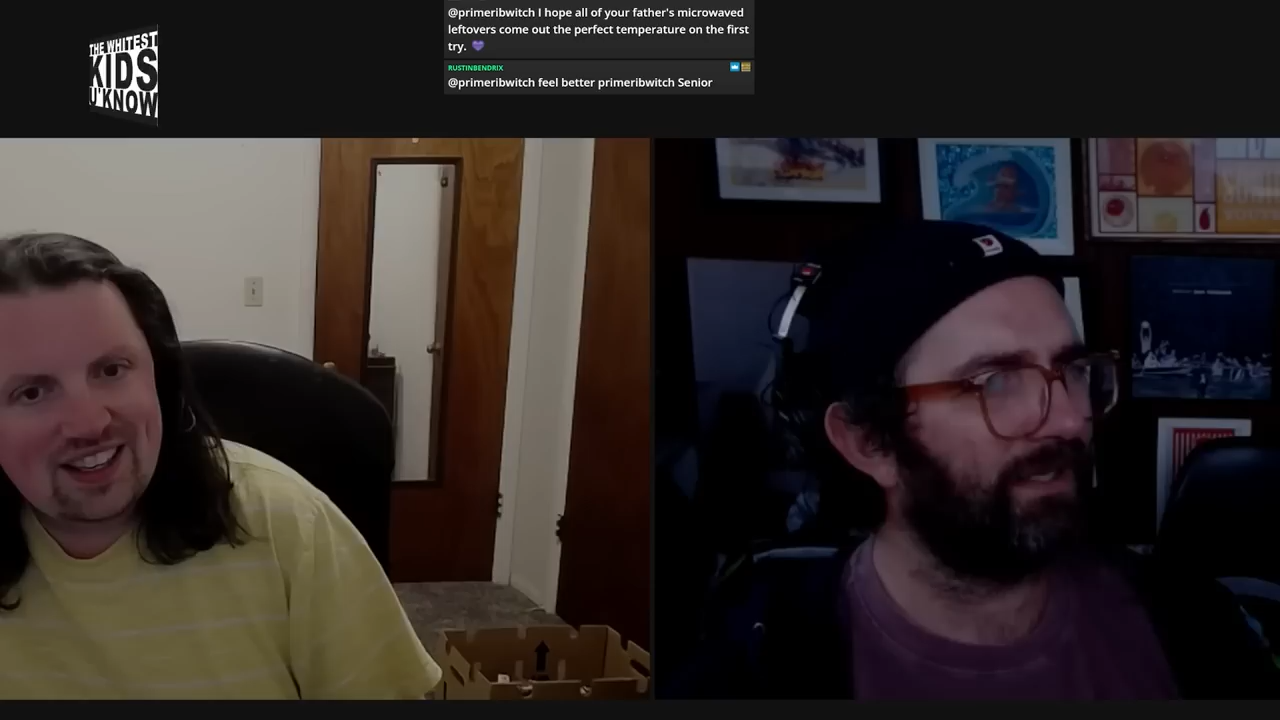 THE WHITEST
KIDS
U'KNOW
@primeribwitch I hope all of your father's microwaved
leftovers come out the perfect temperature on the first
try. 💜
RUSTINBENDRIX
@primeribwitch feel better primeribwitch Senior